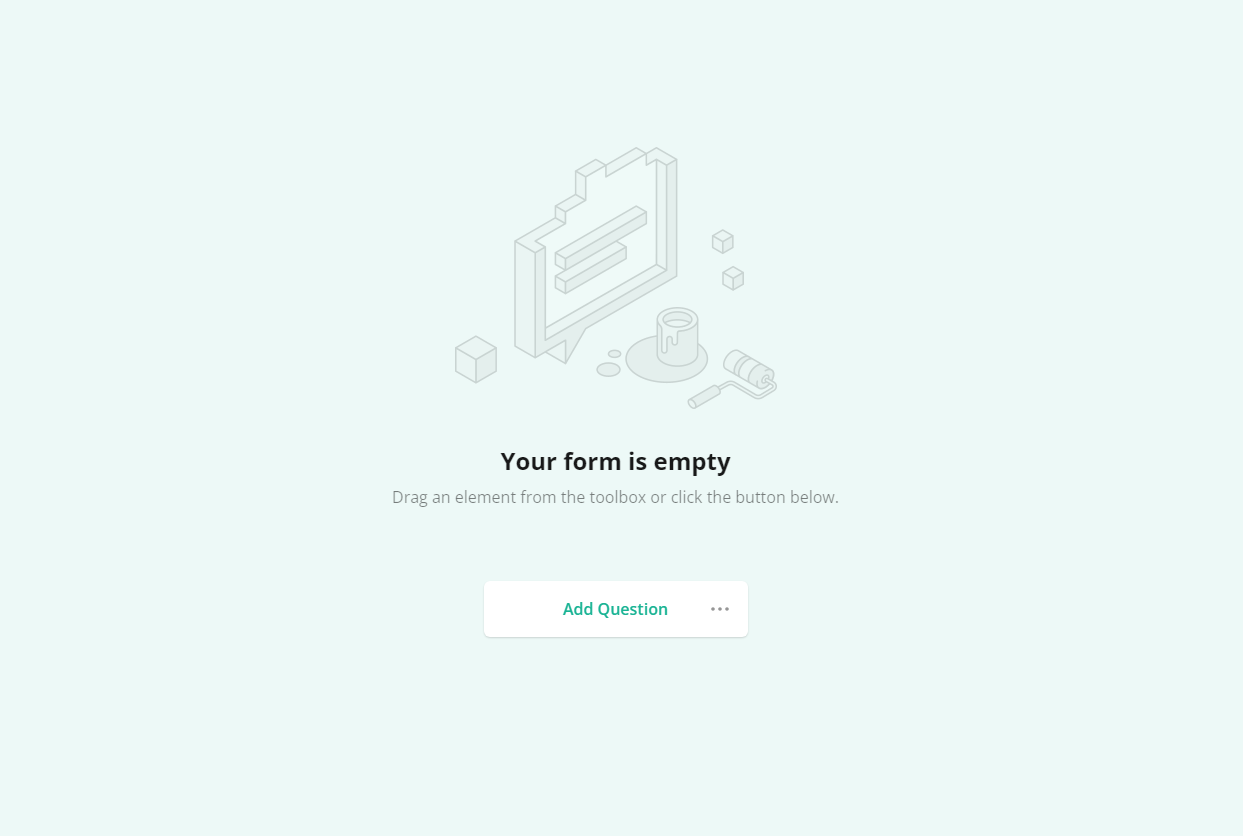 Your form is empty
Drag an element from the toolbox or click the button below.
Add Question